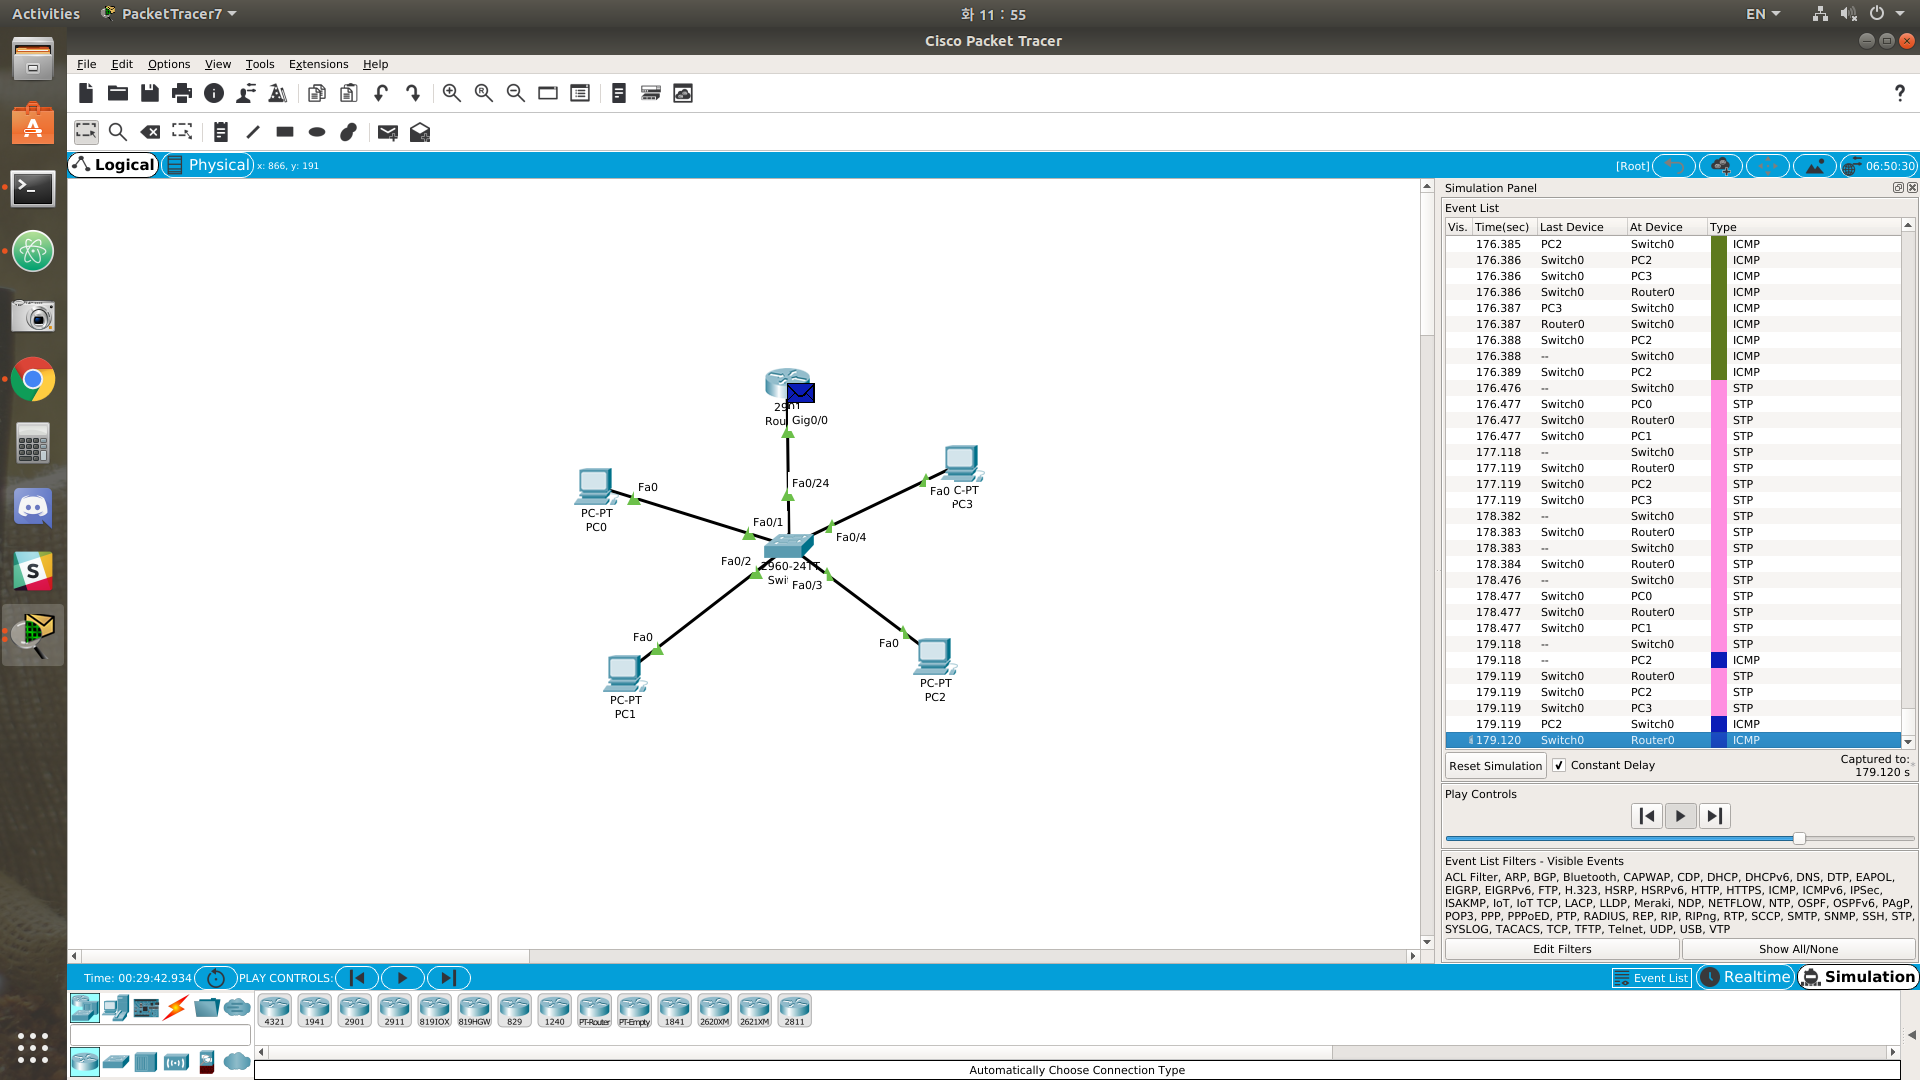 Activities PacketTracer7 화 11 : 55 EN
Cisco Packet Tracer
File Edit Options View Tools Extensions Help
Logical Physical x: 866, y: 191 [Root] 06:50:30
Simulation Panel
Event List
Vis. Time(sec) Last Device At Device Type
176.385 PC2 Switch0 ICMP
176.386 Switch0 PC2 ICMP
176.386 Switch0 PC3 ICMP
176.386 Switch0 Router0 ICMP
176.387 PC3 Switch0 ICMP
176.387 Router0 Switch0 ICMP
176.388 Switch0 PC2 ICMP
176.388 -- Switch0 ICMP
176.389 Switch0 PC2 ICMP
176.476 -- Switch0 STP
176.477 Switch0 PC0 STP
176.477 Switch0 Router0 STP
176.477 Switch0 PC1 STP
177.118 -- Switch0 STP
177.119 Switch0 Router0 STP
177.119 Switch0 PC2 STP
177.119 Switch0 PC3 STP
178.382 -- Switch0 STP
178.383 Switch0 Router0 STP
178.383 -- Switch0 STP
178.384 Switch0 Router0 STP
178.476 -- Switch0 STP
178.477 Switch0 PC0 STP
178.477 Switch0 Router0 STP
178.477 Switch0 PC1 STP
179.118 -- Switch0 STP
179.118 -- PC2 ICMP
179.119 Switch0 Router0 STP
179.119 Switch0 PC2 STP
179.119 Switch0 PC3 STP
179.119 PC2 Switch0 ICMP
179.120 Switch0 Router0 ICMP
Reset Simulation Constant Delay Captured to:
179.120 s
Play Controls
Event List Filters - Visible Events
ACL Filter, ARP, BGP, Bluetooth, CAPWAP, CDP, DHCP, DHCPv6, DNS, DTP, EAPOL,
EIGRP, EIGRPv6, FTP, H.323, HSRP, HSRPv6, HTTP, HTTPS, ICMP, ICMPv6, IPSec,
ISAKMP, IoT, IoT TCP, LACP, LLDP, Meraki, NDP, NETFLOW, NTP, OSPF, OSPFv6, PAgP,
POP3, PPP, PPPoED, PTP, RADIUS, REP, RIP, RIPng, RTP, SCCP, SMTP, SNMP, SSH, STP,
SYSLOG, TACACS, TCP, TFTP, Telnet, UDP, USB, VTP
Edit Filters Show All/None
Rou Gig0/0
Fa0/24
Fa0
PC-PT
PC0
Fa0 C-PT
PC3
Fa0/1
Fa0/4
Fa0/2
2960-24TT
Swi Fa0/3
Fa0
PC-PT
PC1
Fa0
PC-PT
PC2
Time: 00:29:42.934 PLAY CONTROLS: Event List Realtime Simulation
4321 1941 2901 2911 819IOX 819HGW 829 1240 PT-Router PT-Empty 1841 2620XM 2621XM 2811
Automatically Choose Connection Type